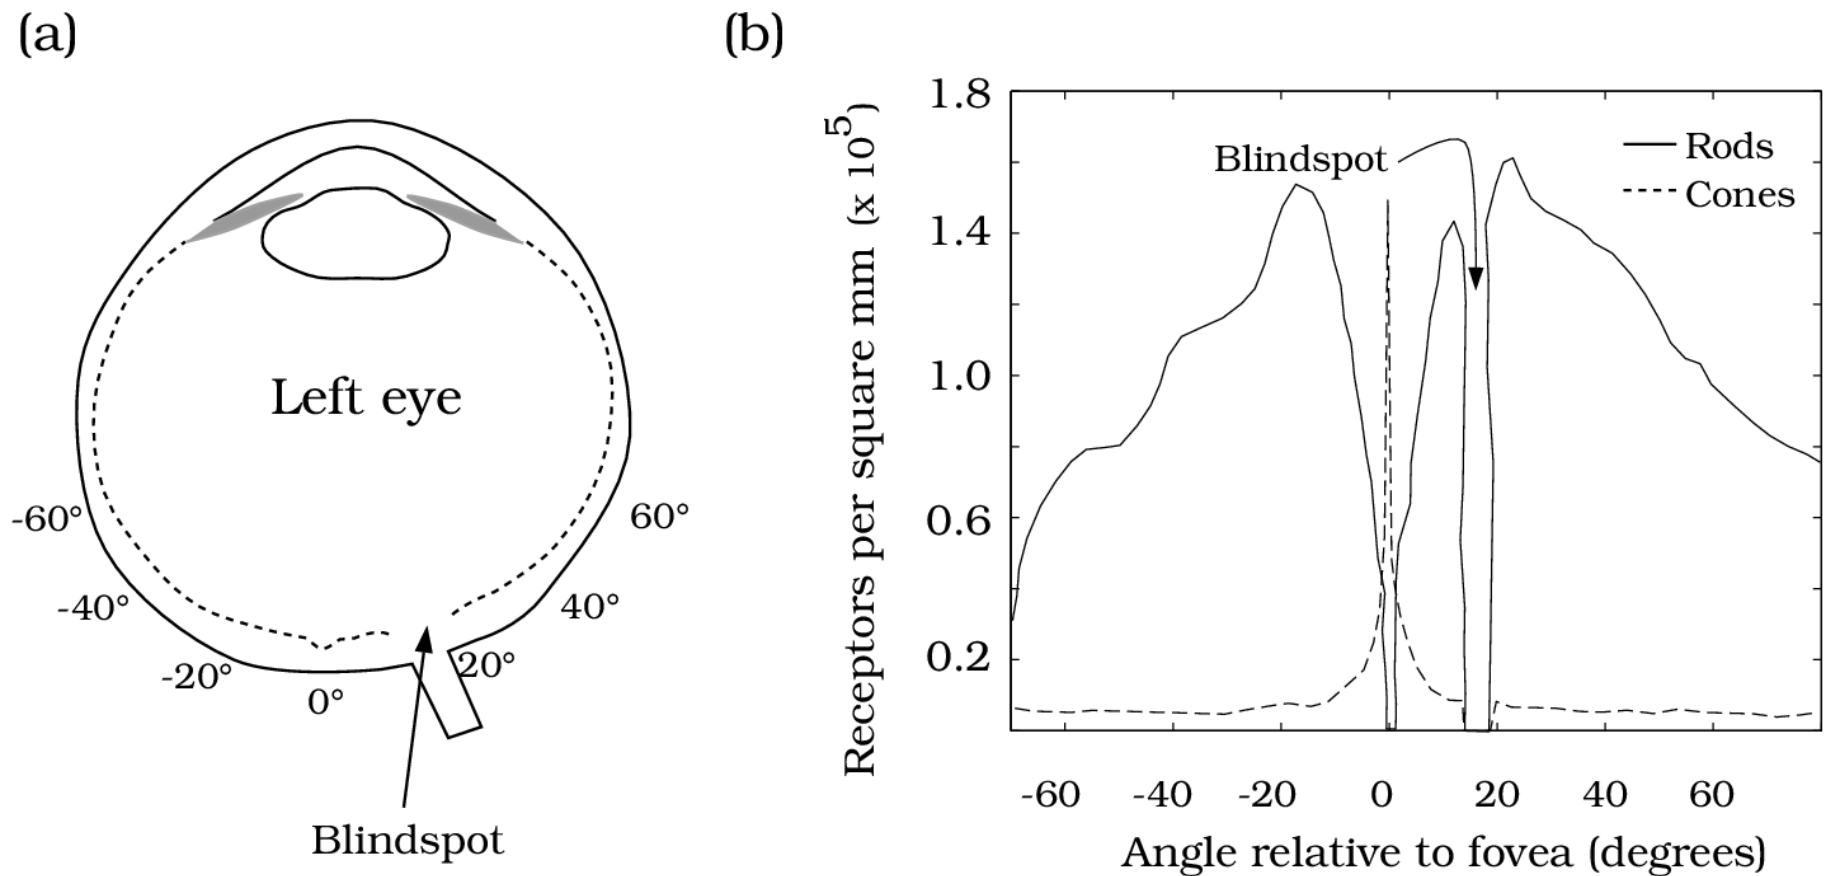 (a)
Left eye
-60°
60°
-40°
40°
-20°
20°
0°
Blindspot
(b)
Receptors per square mm (x 10⁵)
1.8
1.4
1.0
0.6
0.2
Blindspot
Rods
Cones
-60 -40 -20 0 20 40 60
Angle relative to fovea (degrees)